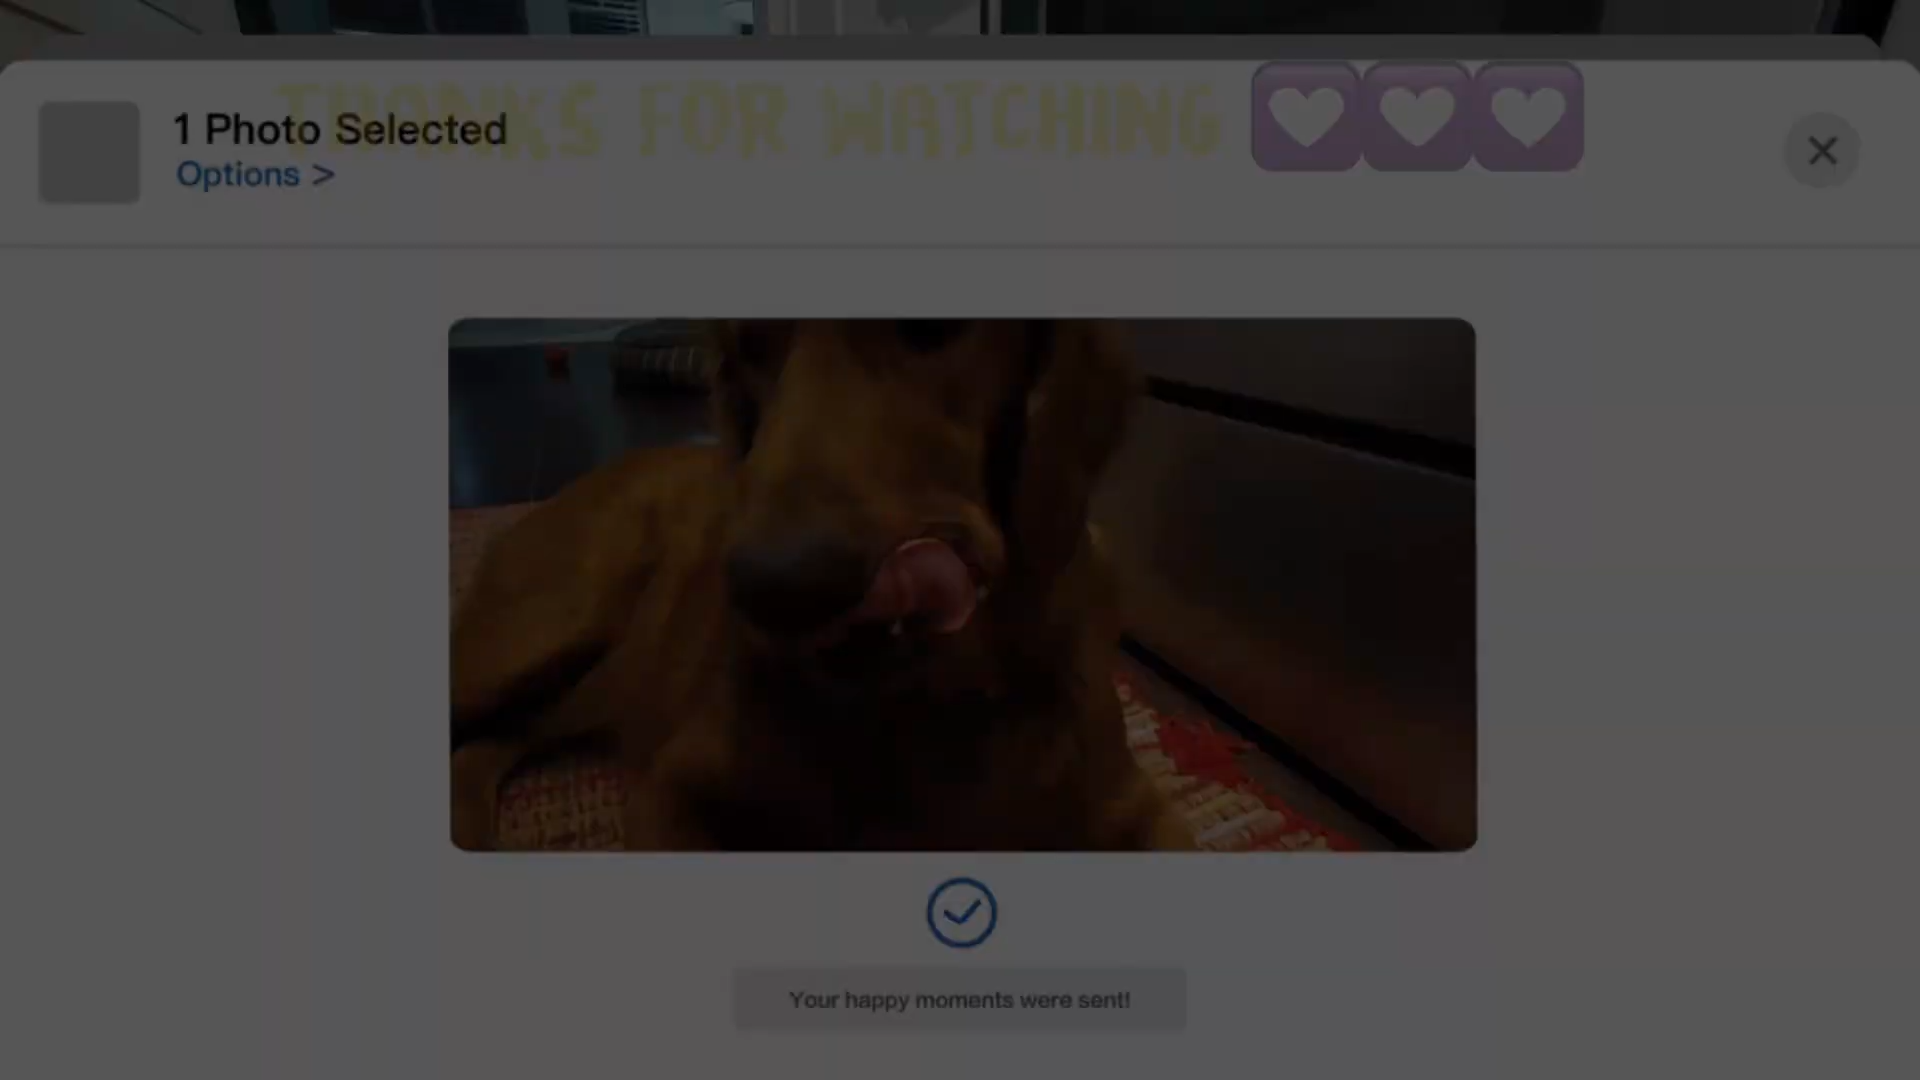 THANKS FOR WATCHING 💟💟💟
1 Photo Selected
Options >
Your happy moments were sent!